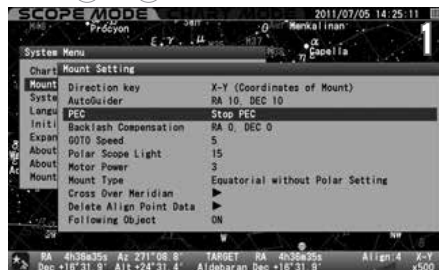 SCOPE MODE 2011/07/05 14:25:11
Procyon Menkalinan
ε γ μ α 1
Capella
η
System Menu
Chart Mount Setting
Mount Direction key X-Y (Coordinates of Mount)
Syste AutoGuider RA 10, DEC 10
Langu PEC Stop PEC
Initi Backlash Compensation RA 0, DEC 0
Expan GOTO Speed 5
About Polar Scope Light 15
About Motor Power 3
Mount Mount Type Equatorial without Polar Setting
Cross Over Meridian ▶
Delete Align Point Data ▶
Following Object ON
W NW
RA 4h36m35s Az 271°08.8' TARGET RA 4h36m35s Align:4 X-Y
Dec +16°31.9' Alt +24°31.4' Aldebaran Dec +16°31.9' x500